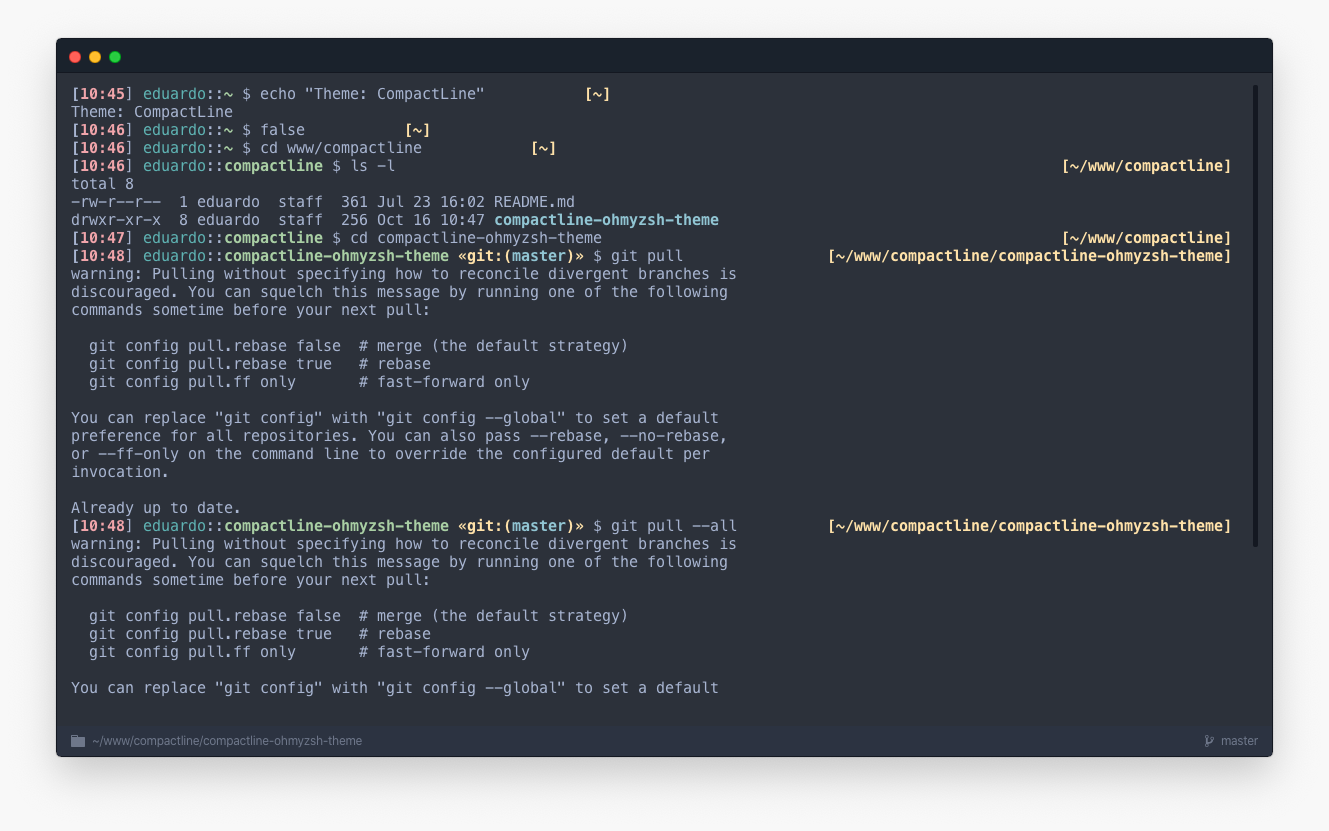 [10:45] eduardo::~ $ echo "Theme: CompactLine"           [~]
Theme: CompactLine
[10:46] eduardo::~ $ false           [~]
[10:46] eduardo::~ $ cd www/compactline            [~]
[10:46] eduardo::compactline $ ls -l                                                                          [~/www/compactline]
total 8
-rw-r--r--  1 eduardo  staff  361 Jul 23 16:02 README.md
drwxr-xr-x  8 eduardo  staff  256 Oct 16 10:47 compactline-ohmyzsh-theme
[10:47] eduardo::compactline $ cd compactline-ohmyzsh-theme                                                   [~/www/compactline]
[10:48] eduardo::compactline-ohmyzsh-theme «git:(master)» $ git pull                [~/www/compactline/compactline-ohmyzsh-theme]
warning: Pulling without specifying how to reconcile divergent branches is
discouraged. You can squelch this message by running one of the following
commands sometime before your next pull:

  git config pull.rebase false  # merge (the default strategy)
  git config pull.rebase true   # rebase
  git config pull.ff only       # fast-forward only

You can replace "git config" with "git config --global" to set a default
preference for all repositories. You can also pass --rebase, --no-rebase,
or --ff-only on the command line to override the configured default per
invocation.

Already up to date.
[10:48] eduardo::compactline-ohmyzsh-theme «git:(master)» $ git pull --all          [~/www/compactline/compactline-ohmyzsh-theme]
warning: Pulling without specifying how to reconcile divergent branches is
discouraged. You can squelch this message by running one of the following
commands sometime before your next pull:

  git config pull.rebase false  # merge (the default strategy)
  git config pull.rebase true   # rebase
  git config pull.ff only       # fast-forward only

You can replace "git config" with "git config --global" to set a default
~/www/compactline/compactline-ohmyzsh-theme master